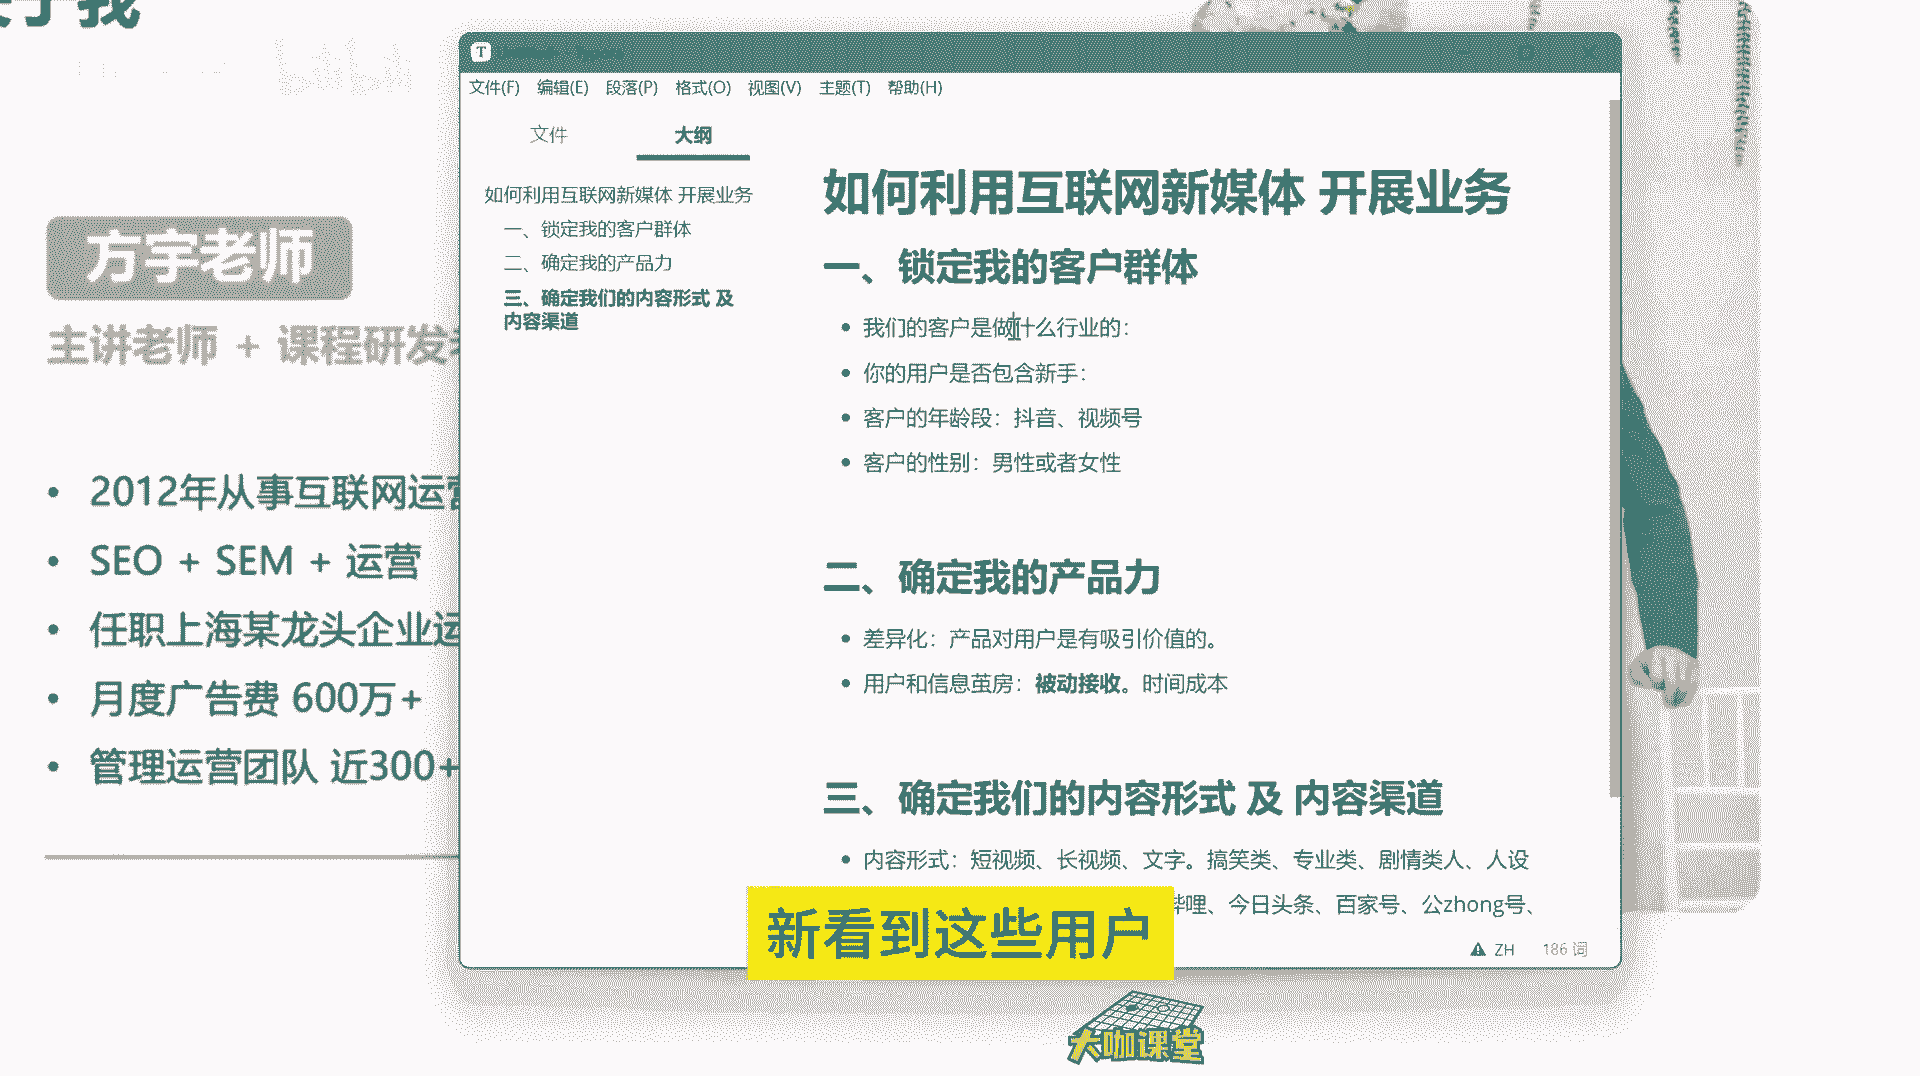 于我
bilibili
方宇老师
主讲老师 + 课程研发
2012年从事互联网运营
SEO + SEM + 运营
任职上海某龙头企业运
月度广告费 600万+
管理运营团队 近300+
T
文件(F) 编辑(E) 段落(P) 格式(O) 视图(V) 主题(T) 帮助(H)
文件 大纲
如何利用互联网新媒体 开展业务
一、锁定我的客户群体
二、确定我的产品力
三、确定我们的内容形式 及
内容渠道
如何利用互联网新媒体 开展业务
一、锁定我的客户群体
我们的客户是做什么行业的：
你的用户是否包含新手：
客户的年龄段：抖音、视频号
客户的性别：男性或者女性
二、确定我的产品力
差异化：产品对用户是有吸引价值的。
用户和信息茧房：被动接收。时间成本
三、确定我们的内容形式 及 内容渠道
内容形式：短视频、长视频、文字。搞笑类、专业类、剧情类人、人设
哔哩、今日头条、百家号、公zhong号、
ZH 186 词
新看到这些用户
大咖课堂